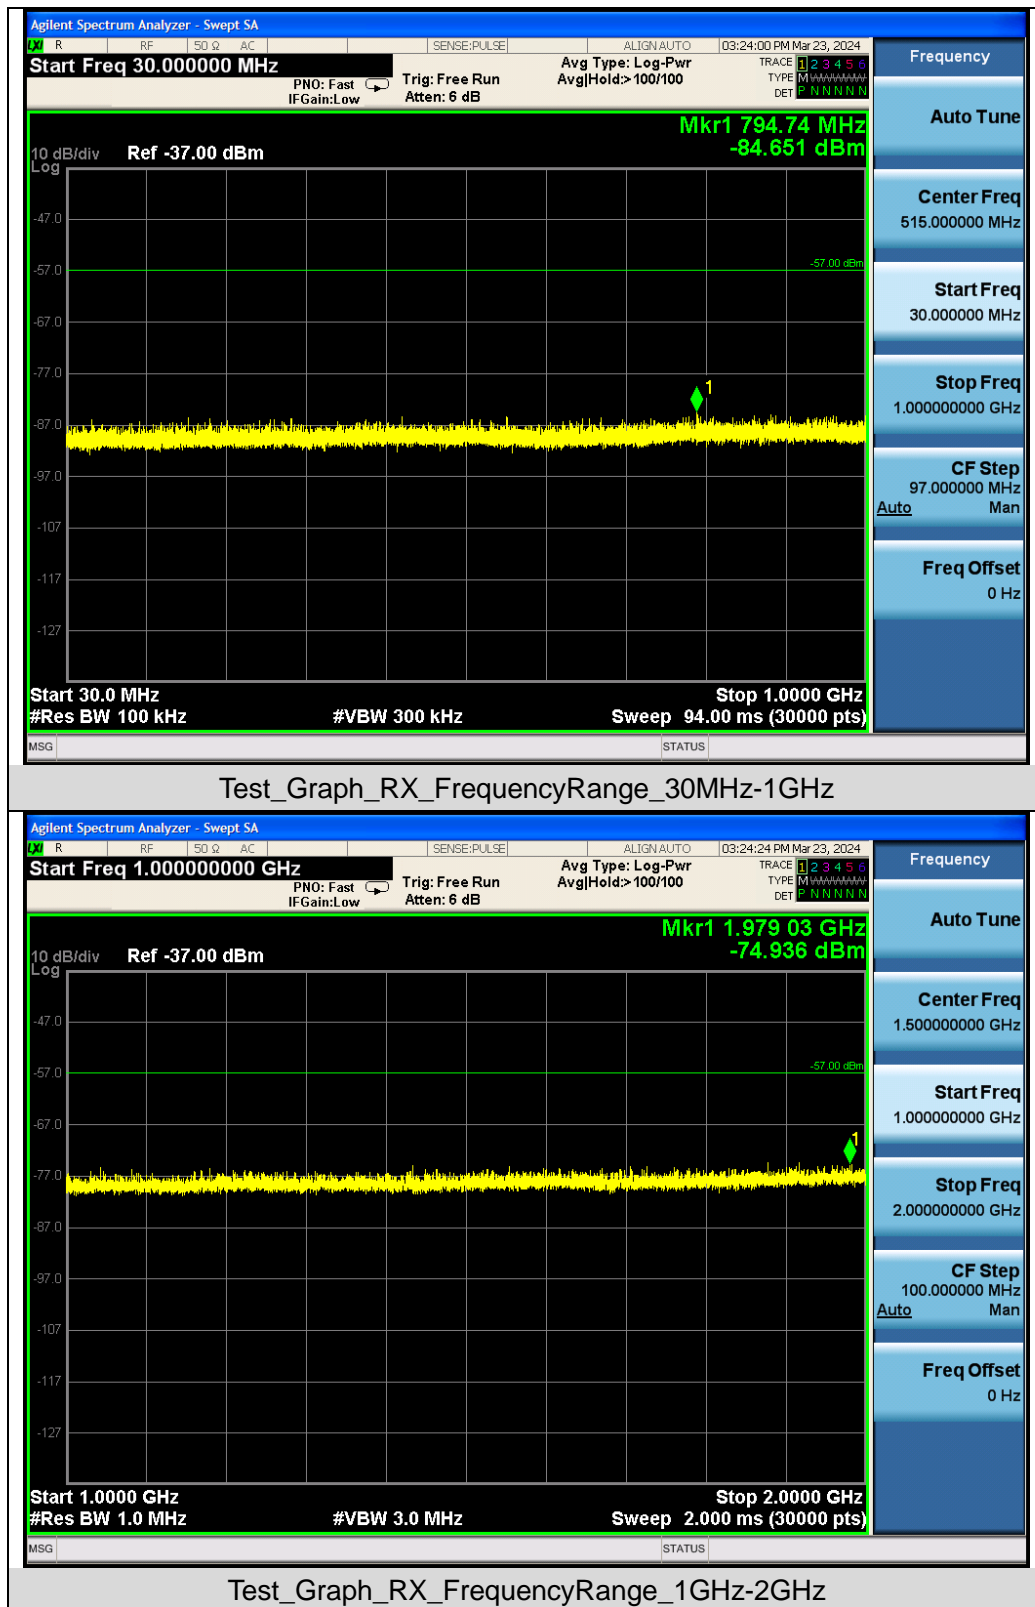 Agilent Spectrum Analyzer - Swept SA
LXI R RF 50 Ω AC SENSE:PULSE ALIGN AUTO 03:24:00 PM Mar 23, 2024
Start Freq 30.000000 MHz
PNO: Fast
IFGain:Low
Trig: Free Run
Atten: 6 dB
Avg Type: Log-Pwr
Avg|Hold:>100/100
TRACE 1 2 3 4 5 6
TYPE M WWWWW
DET P N N N N N
Mkr1 794.74 MHz
-84.651 dBm
10 dB/div Ref -37.00 dBm
Log
-47.0
-57.0
-57.00 dBm
-67.0
-77.0
1
-87.0
-97.0
-107
-117
-127
Start 30.0 MHz Stop 1.0000 GHz
#Res BW 100 kHz #VBW 300 kHz Sweep 94.00 ms (30000 pts)
MSG STATUS
Frequency
Auto Tune
Center Freq
515.000000 MHz
Start Freq
30.000000 MHz
Stop Freq
1.000000000 GHz
CF Step
97.000000 MHz
Auto Man
Freq Offset
0 Hz
Test_Graph_RX_FrequencyRange_30MHz-1GHz
Agilent Spectrum Analyzer - Swept SA
LXI R RF 50 Ω AC SENSE:PULSE ALIGN AUTO 03:24:24 PM Mar 23, 2024
Start Freq 1.000000000 GHz
PNO: Fast
IFGain:Low
Trig: Free Run
Atten: 6 dB
Avg Type: Log-Pwr
Avg|Hold:>100/100
TRACE 1 2 3 4 5 6
TYPE M WWWWW
DET P N N N N N
Mkr1 1.979 03 GHz
-74.936 dBm
10 dB/div Ref -37.00 dBm
Log
-47.0
-57.0
-57.00 dBm
-67.0
1
-77.0
-87.0
-97.0
-107
-117
-127
Start 1.0000 GHz Stop 2.0000 GHz
#Res BW 1.0 MHz #VBW 3.0 MHz Sweep 2.000 ms (30000 pts)
MSG STATUS
Frequency
Auto Tune
Center Freq
1.500000000 GHz
Start Freq
1.000000000 GHz
Stop Freq
2.000000000 GHz
CF Step
100.000000 MHz
Auto Man
Freq Offset
0 Hz
Test_Graph_RX_FrequencyRange_1GHz-2GHz